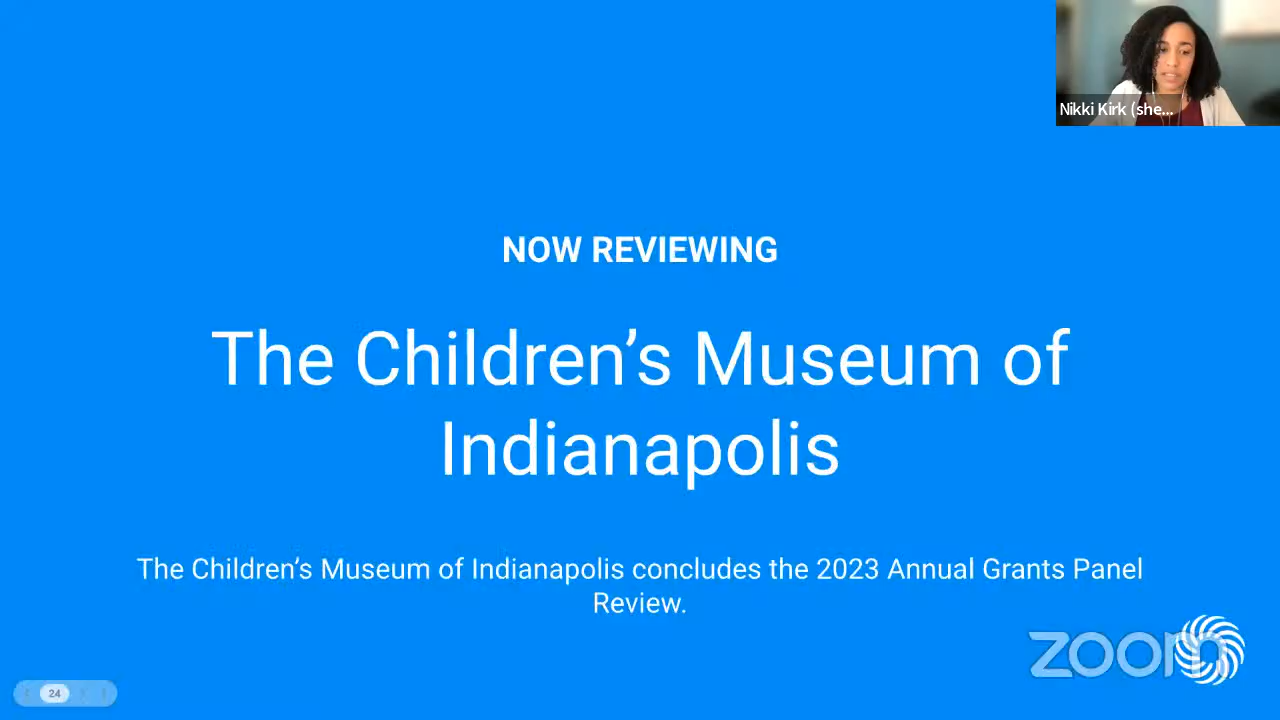 Nikki Kirk (she...
NOW REVIEWING
The Children’s Museum of
Indianapolis
The Children’s Museum of Indianapolis concludes the 2023 Annual Grants Panel
Review.
zoom
24